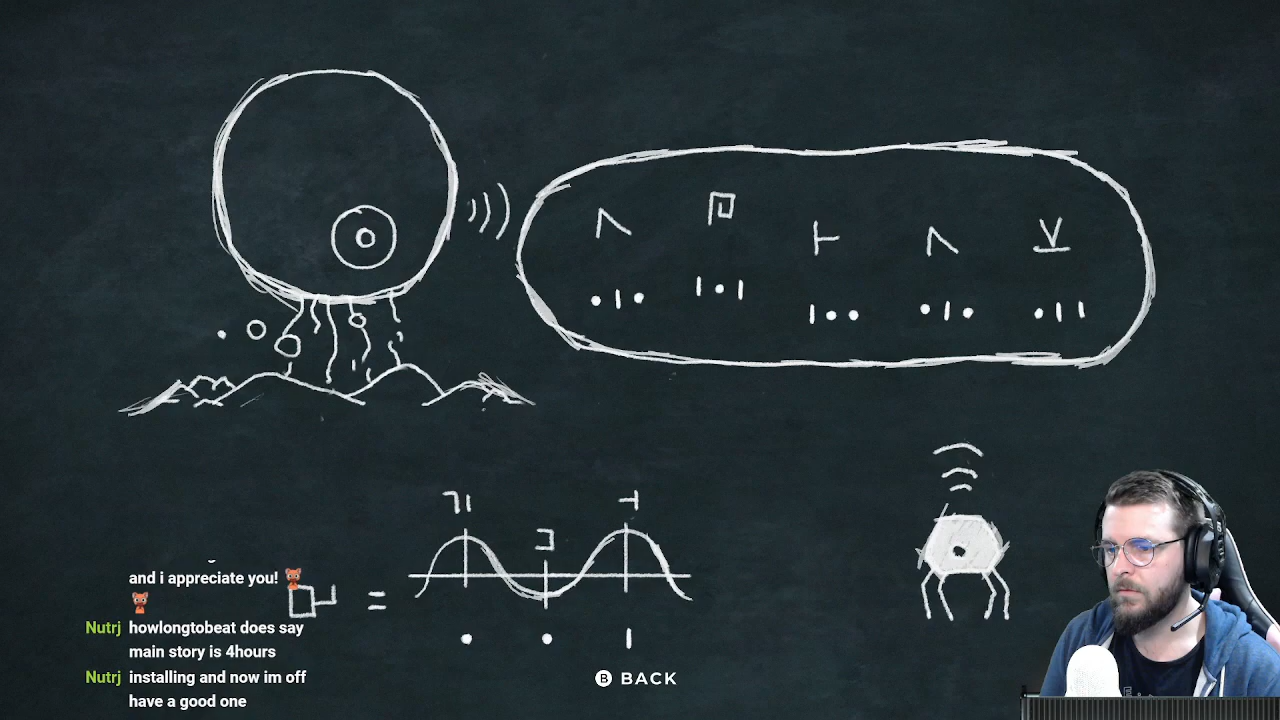 and i appreciate you!
Nutrj howlongtobeat does say
main story is 4hours
Nutrj installing and now im off
have a good one
B BACK